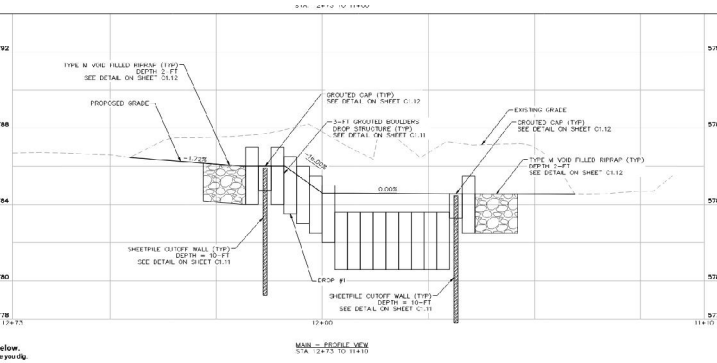 STA. 12+73 TO 11+00
92
88
84
80
78
TYPE M VOID FILLED RIPRAP (TYP)
DEPTH 2-FT
SEE DETAIL ON SHEET C1.12
PROPOSED GRADE
-1.72%
GROUTED CAP (TYP)
SEE DETAIL ON SHEET C1.12
3-FT GROUTED BOULDERS
DROP STRUCTURE (TYP)
SEE DETAIL ON SHEET C1.11
EXISTING GRADE
GROUTED CAP (TYP)
SEE DETAIL ON SHEET C1.12
TYPE M VOID FILLED RIPRAP (TYP)
DEPTH 2-FT
SEE DETAIL ON SHEET C1.12
0.00%
SHEETPILE CUTOFF WALL (TYP)
DEPTH = 10-FT
SEE DETAIL ON SHEET C1.11
DROP #1
SHEETPILE CUTOFF WALL (TYP)
DEPTH = 10-FT
SEE DETAIL ON SHEET C1.11
12+73
12+00
11+10
MAIN - PROFILE VIEW
STA 12+73 TO 11+10
elow.
e you dig.